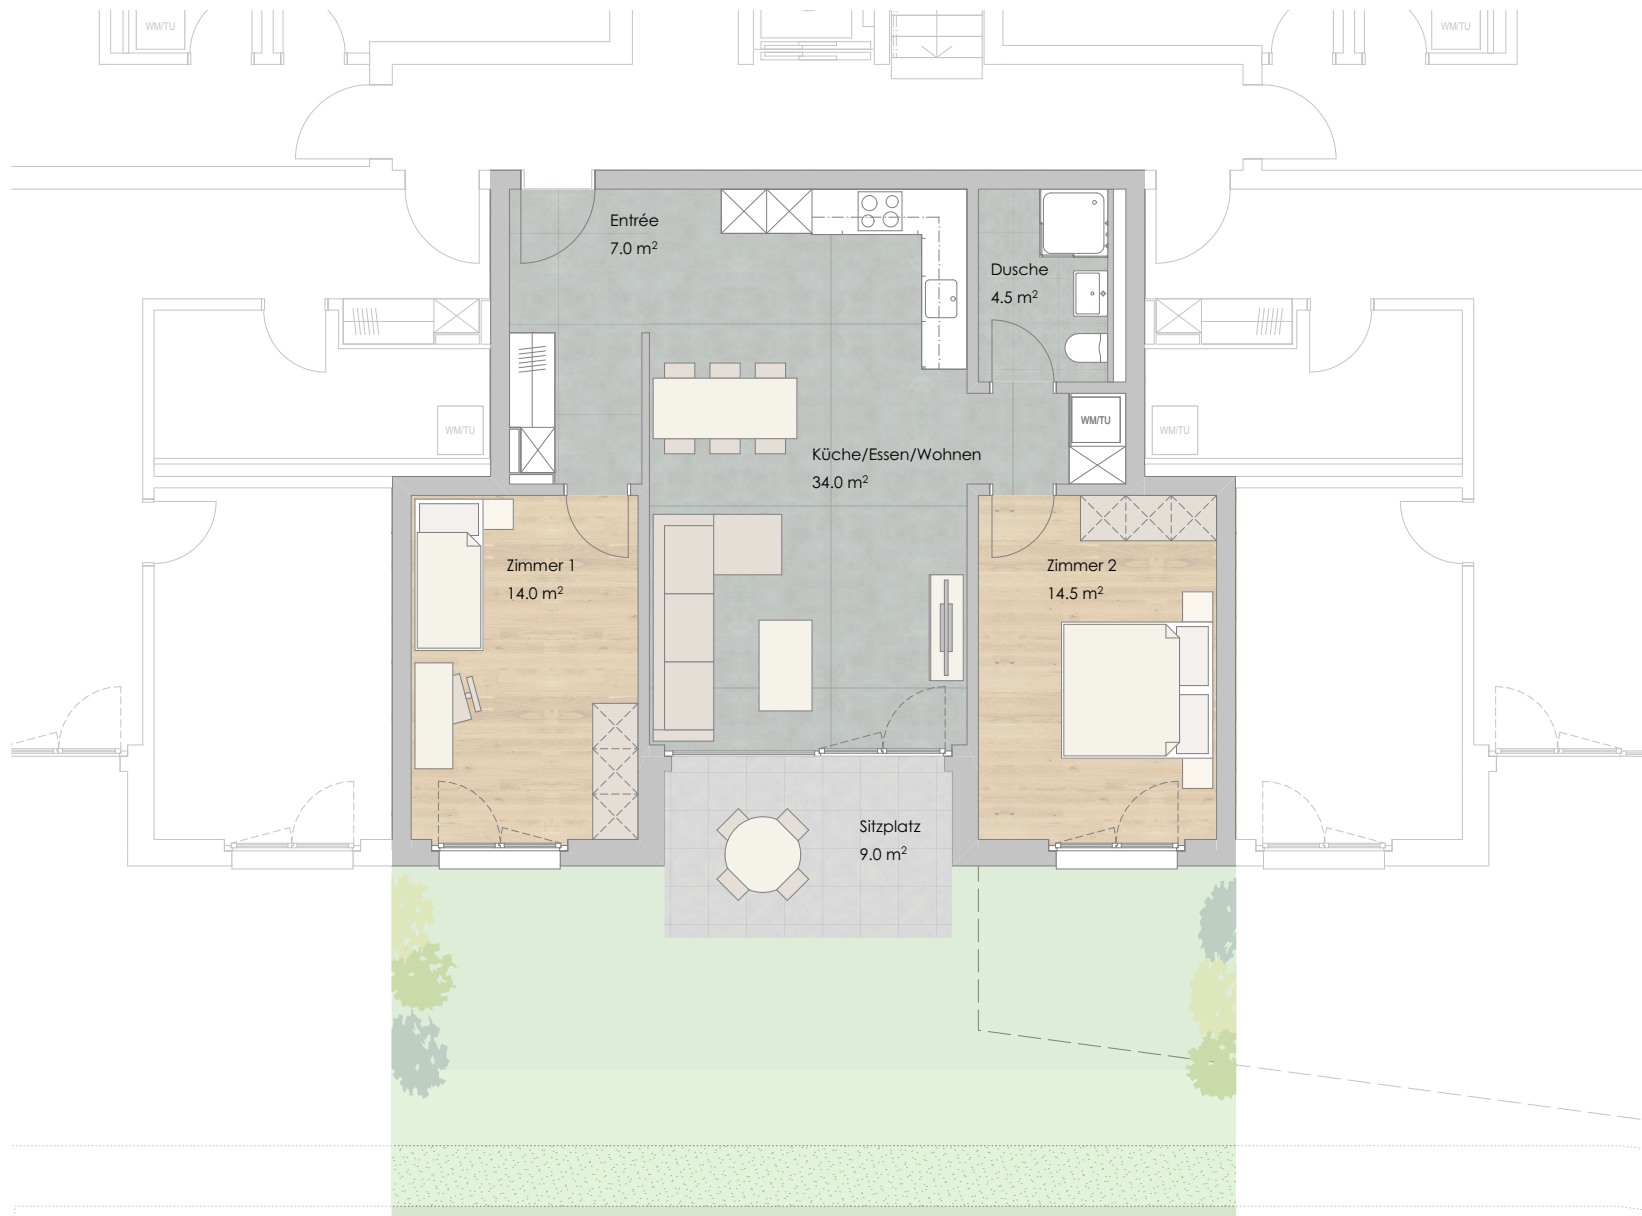 WM/TU
WM/TU
Entrée
7.0 m²
Dusche
4.5 m²
WM/TU
WM/TU
WM/TU
Küche/Essen/Wohnen
34.0 m²
Zimmer 1
14.0 m²
Zimmer 2
14.5 m²
Sitzplatz
9.0 m²